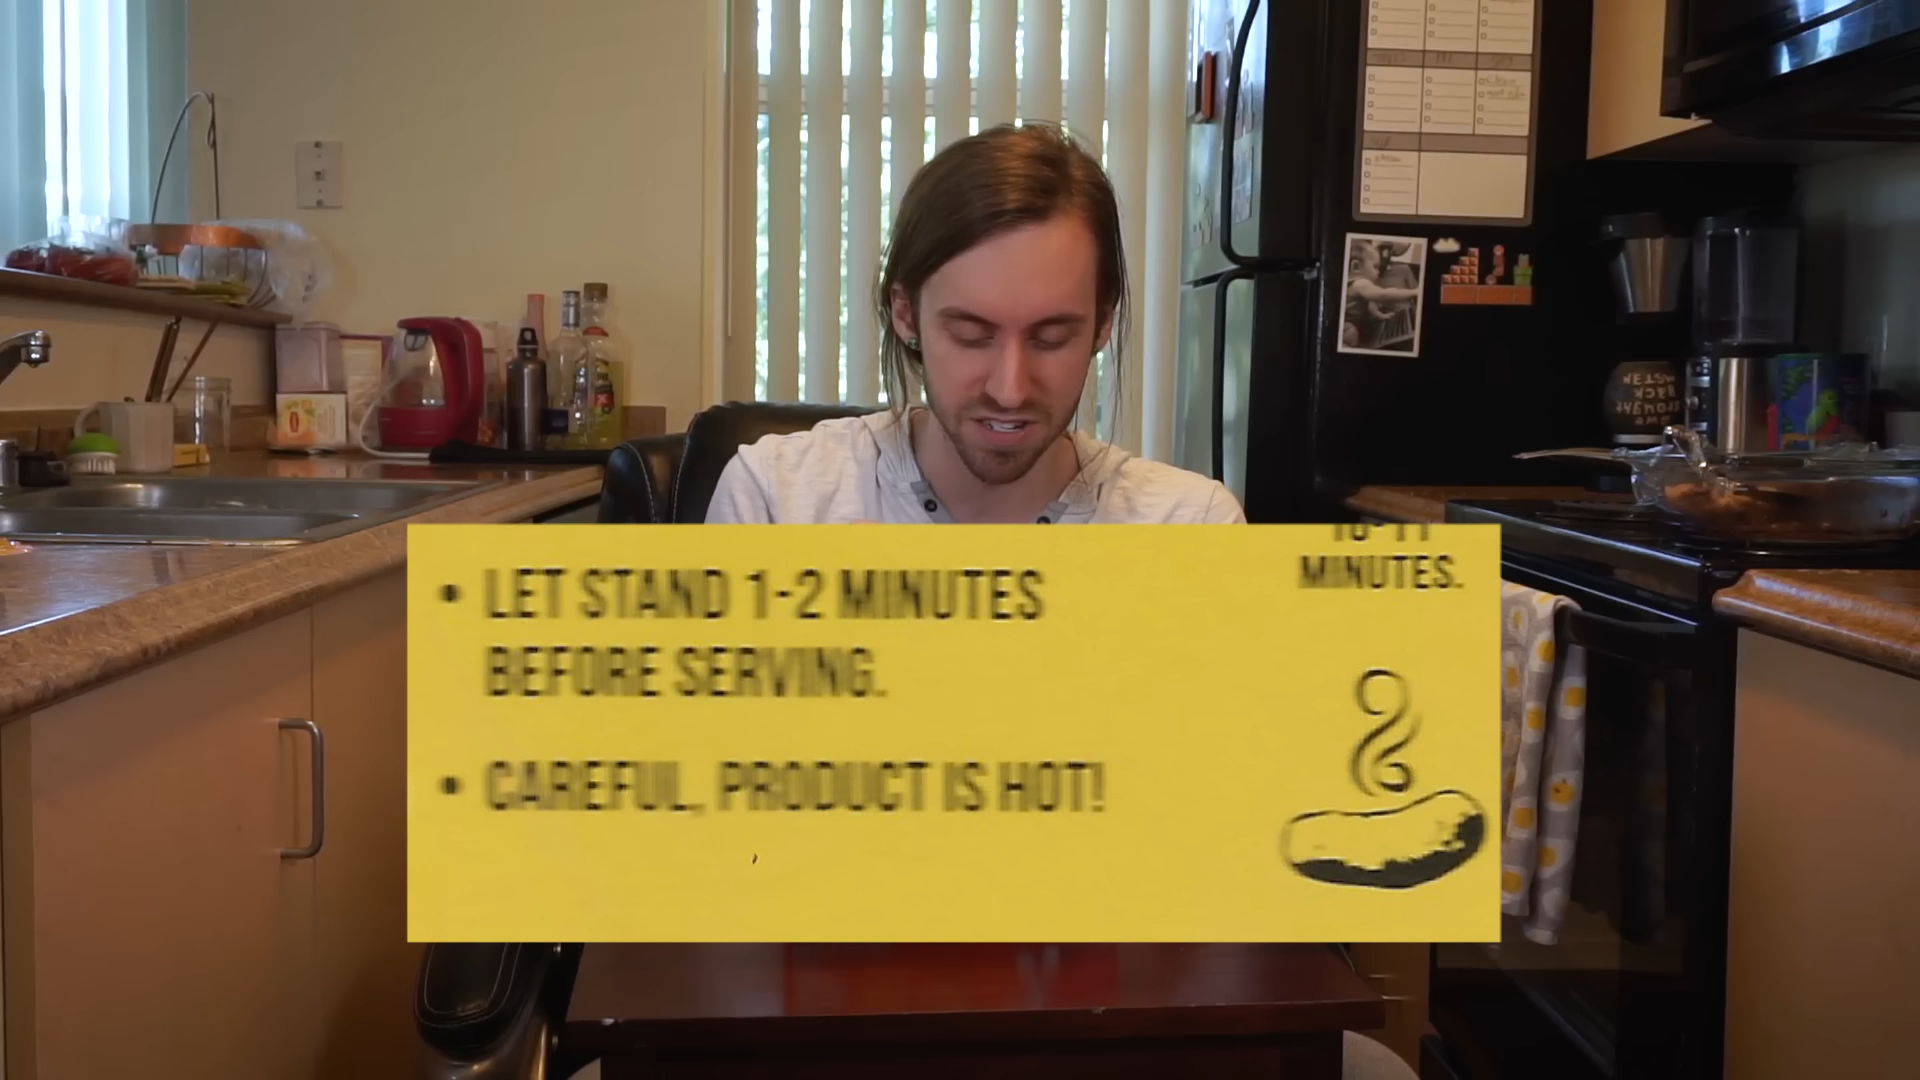 • LET STAND 1-2 MINUTES
BEFORE SERVING.
• CAREFUL, PRODUCT IS HOT!
MINUTES.